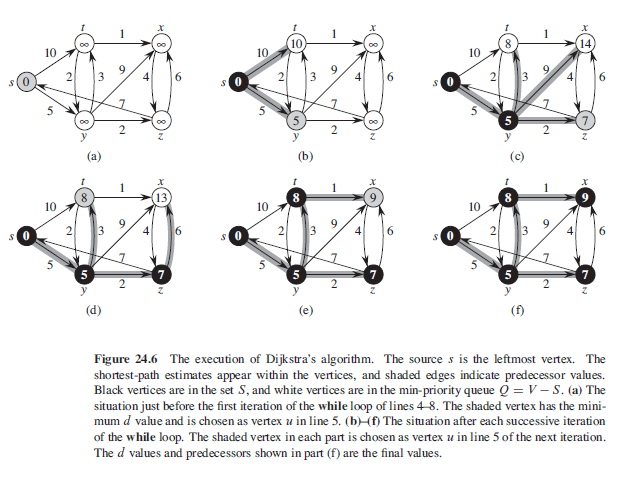 t 1 x
∞ ∞
10
s 0 2 3 9 4 6
5 7
∞ ∞
y 2 z
(a)
t 1 x
10 ∞
10
s 0 2 3 9 4 6
5 7
5 ∞
y 2 z
(b)
t 1 x
8 14
10
s 0 2 3 9 4 6
5 7
5 7
y 2 z
(c)
t 1 x
8 13
10
s 0 2 3 9 4 6
5 7
5 7
y 2 z
(d)
t 1 x
8 9
10
s 0 2 3 9 4 6
5 7
5 7
y 2 z
(e)
t 1 x
8 9
10
s 0 2 3 9 4 6
5 7
5 7
y 2 z
(f)
Figure 24.6 The execution of Dijkstra's algorithm. The source s is the leftmost vertex. The
shortest-path estimates appear within the vertices, and shaded edges indicate predecessor values.
Black vertices are in the set S, and white vertices are in the min-priority queue Q = V − S. (a) The
situation just before the first iteration of the while loop of lines 4–8. The shaded vertex has the mini-
mum d value and is chosen as vertex u in line 5. (b)–(f) The situation after each successive iteration
of the while loop. The shaded vertex in each part is chosen as vertex u in line 5 of the next iteration.
The d values and predecessors shown in part (f) are the final values.